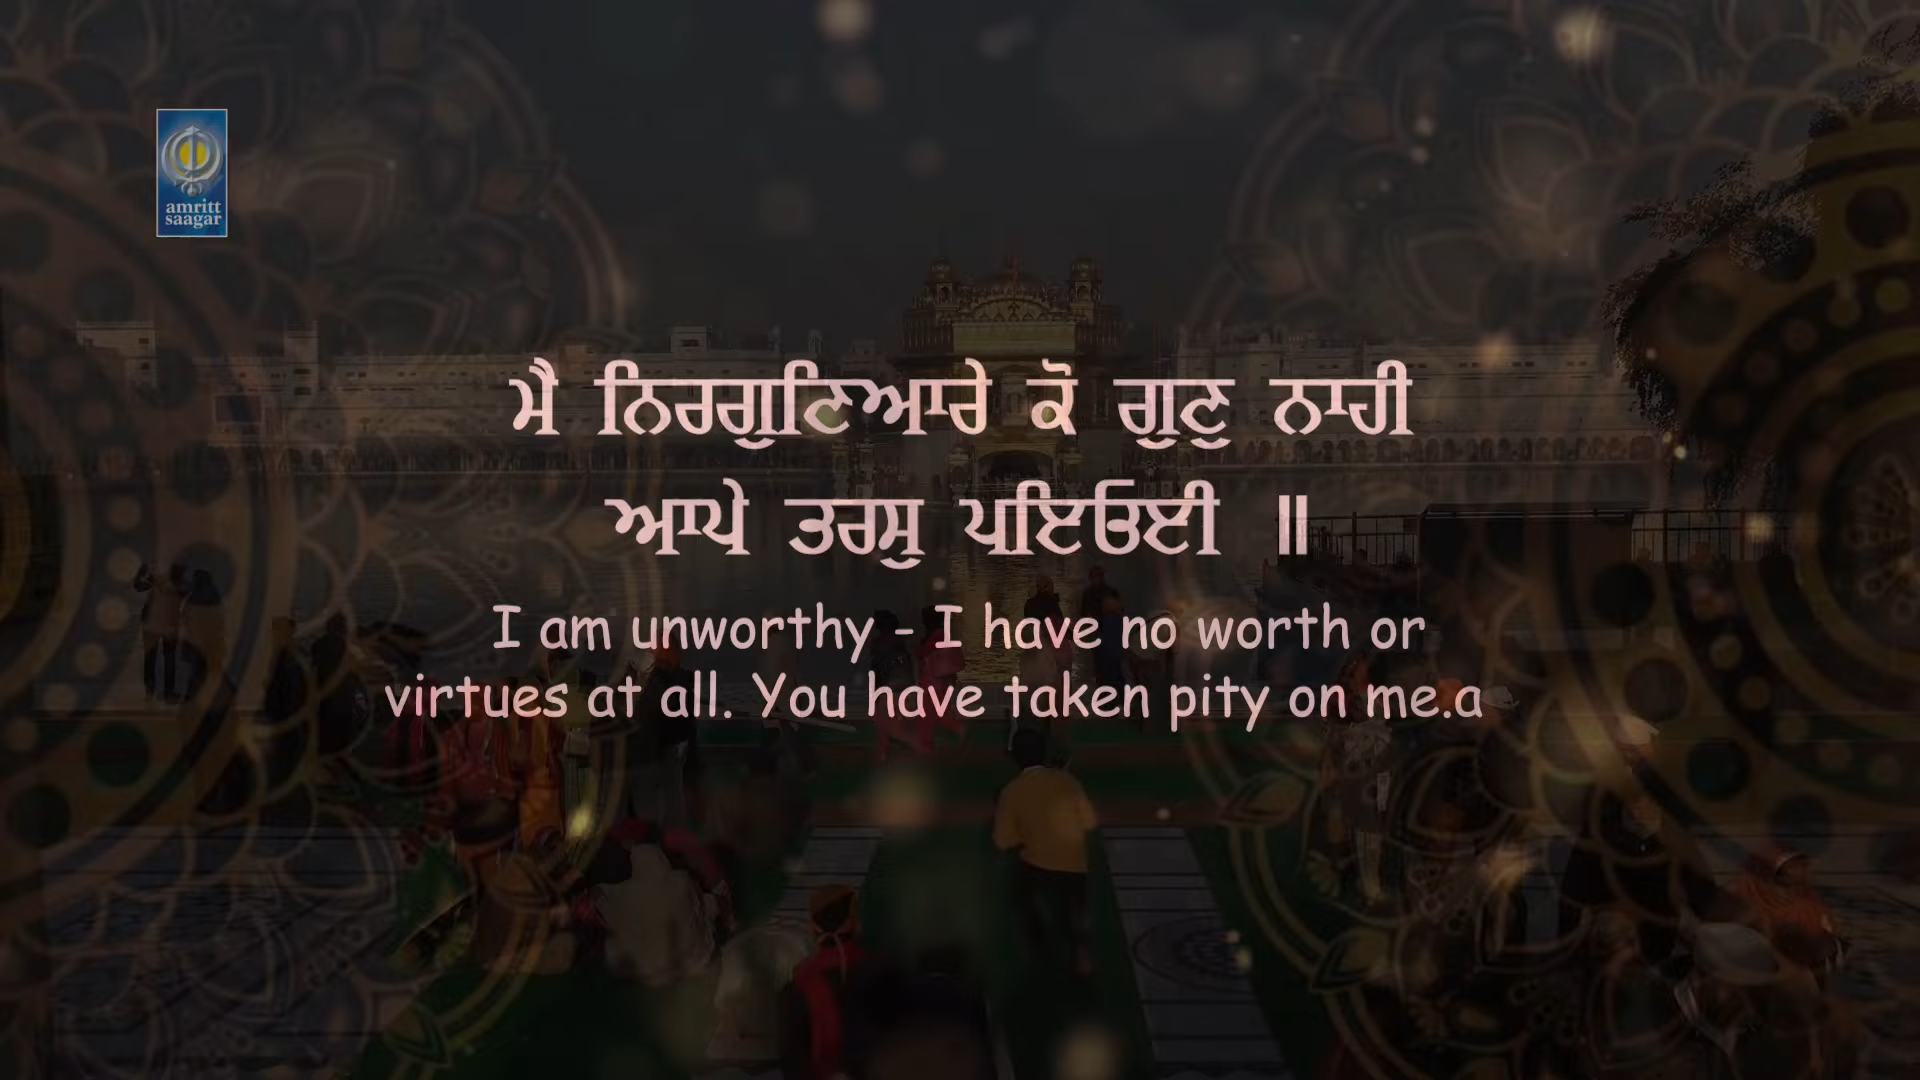 amritt
saagar
ਮੈ ਨਿਰਗੁਣਿਆਰੇ ਕੋ ਗੁਣੁ ਨਾਹੀ
ਆਪੇ ਤਰਸੁ ਪਇਓਈ ॥
I am unworthy - I have no worth or
virtues at all. You have taken pity on me.a